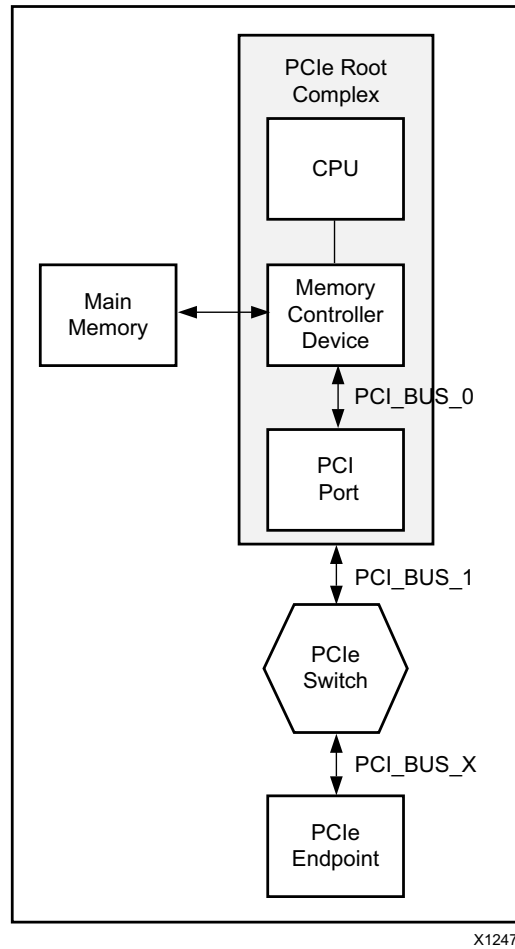 PCIe Root
Complex
CPU
Main
Memory
Memory
Controller
Device
PCI_BUS_0
PCI
Port
PCI_BUS_1
PCIe
Switch
PCI_BUS_X
PCIe
Endpoint
X1247